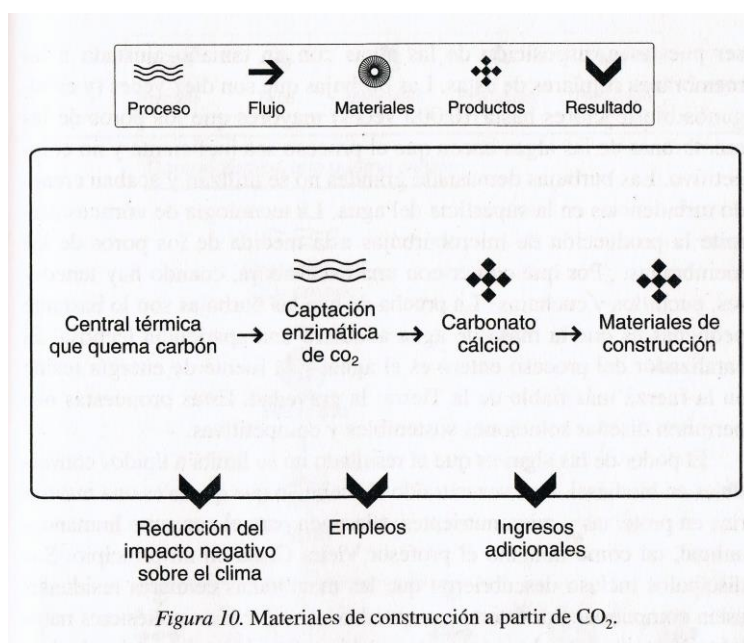 Proceso Flujo Materiales Productos Resultado
Central térmica
que quema carbón
Captación
enzimática
de co₂
Carbonato
cálcico
Materiales de
construcción
Reducción del
impacto negativo
sobre el clima
Empleos
Ingresos
adicionales
Figura 10. Materiales de construcción a partir de CO₂.